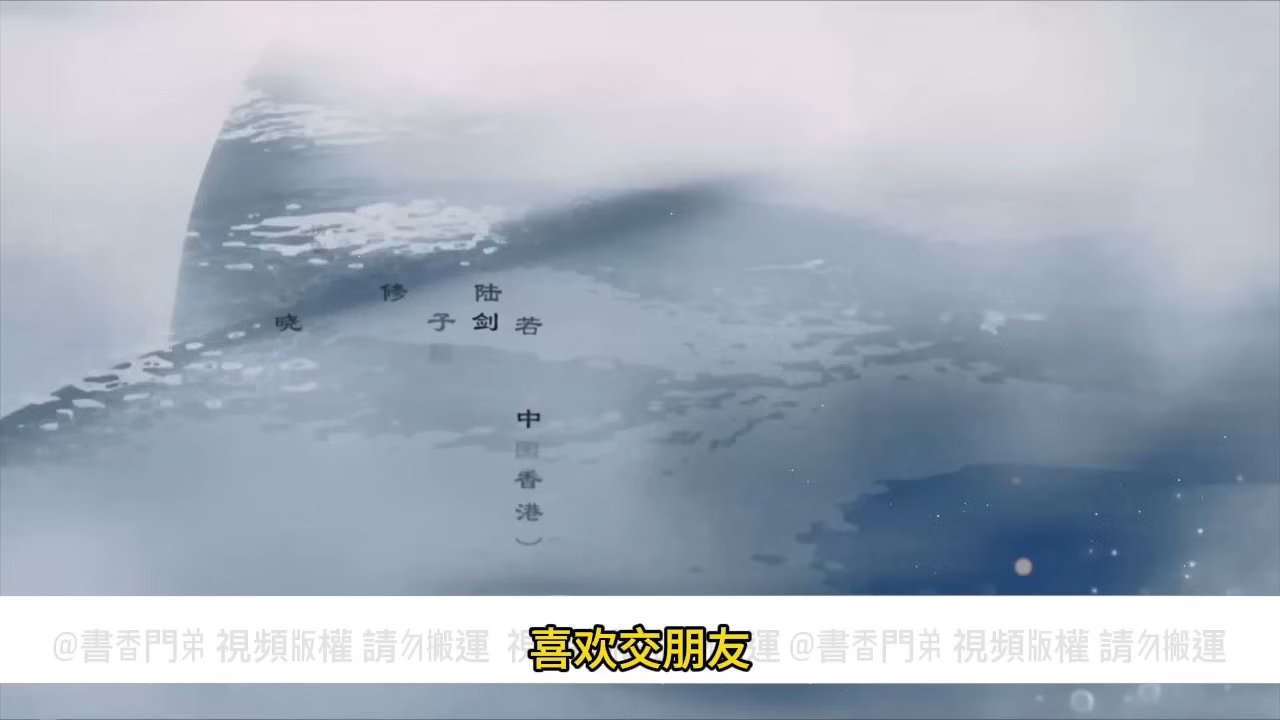 若
中国香港）
陆剑
子
修
晓
@書香門弟 視頻版權 請勿搬運 視
運 @書香門弟 視頻版權 請勿搬運
喜欢交朋友